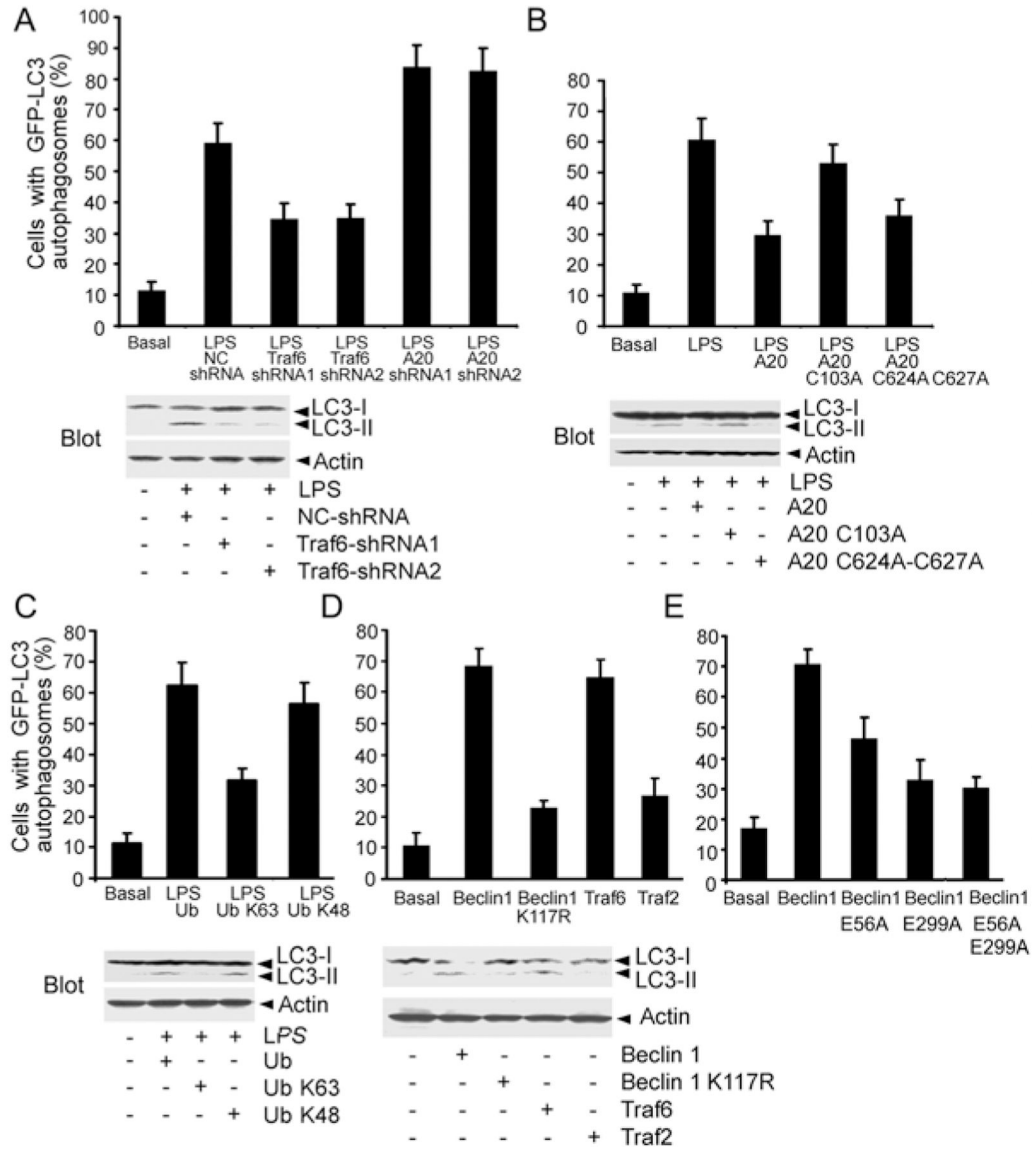 A
Cells with GFP-LC3
autophagosomes (%)
100
90
80
70
60
50
40
30
20
10
0
Basal
LPS
NC
shRNA
LPS
Traf6
shRNA1
LPS
Traf6
shRNA2
LPS
A20
shRNA1
LPS
A20
shRNA2
Blot
LC3-I
LC3-II
Actin
- + + + LPS
- + - - NC-shRNA
- - + - Traf6-shRNA1
- - - + Traf6-shRNA2
B
80
70
60
50
40
30
20
10
0
Basal
LPS
LPS
A20
LPS
A20
C103A
LPS
A20
C624A C627A
Blot
LC3-I
LC3-II
Actin
- + + + + LPS
- - + - - A20
- - - + - A20 C103A
- - - - + A20 C624A-C627A
C
Cells with GFP-LC3
autophagosomes (%)
80
70
60
50
40
30
20
10
0
Basal
LPS
Ub
LPS
Ub K63
LPS
Ub K48
Blot
LC3-I
LC3-II
Actin
- + + + LPS
- + - - Ub
- - + - Ub K63
- - - + Ub K48
D
80
70
60
50
40
30
20
10
0
Basal
Beclin1
Beclin1
K117R
Traf6
Traf2
LC3-I
LC3-II
Actin
- + - - - Beclin 1
- - + - - Beclin 1 K117R
- - - + - Traf6
- - - - + Traf2
E
80
70
60
50
40
30
20
10
0
Basal
Beclin1
Beclin1
E56A
Beclin1
E299A
Beclin1
E56A
E299A